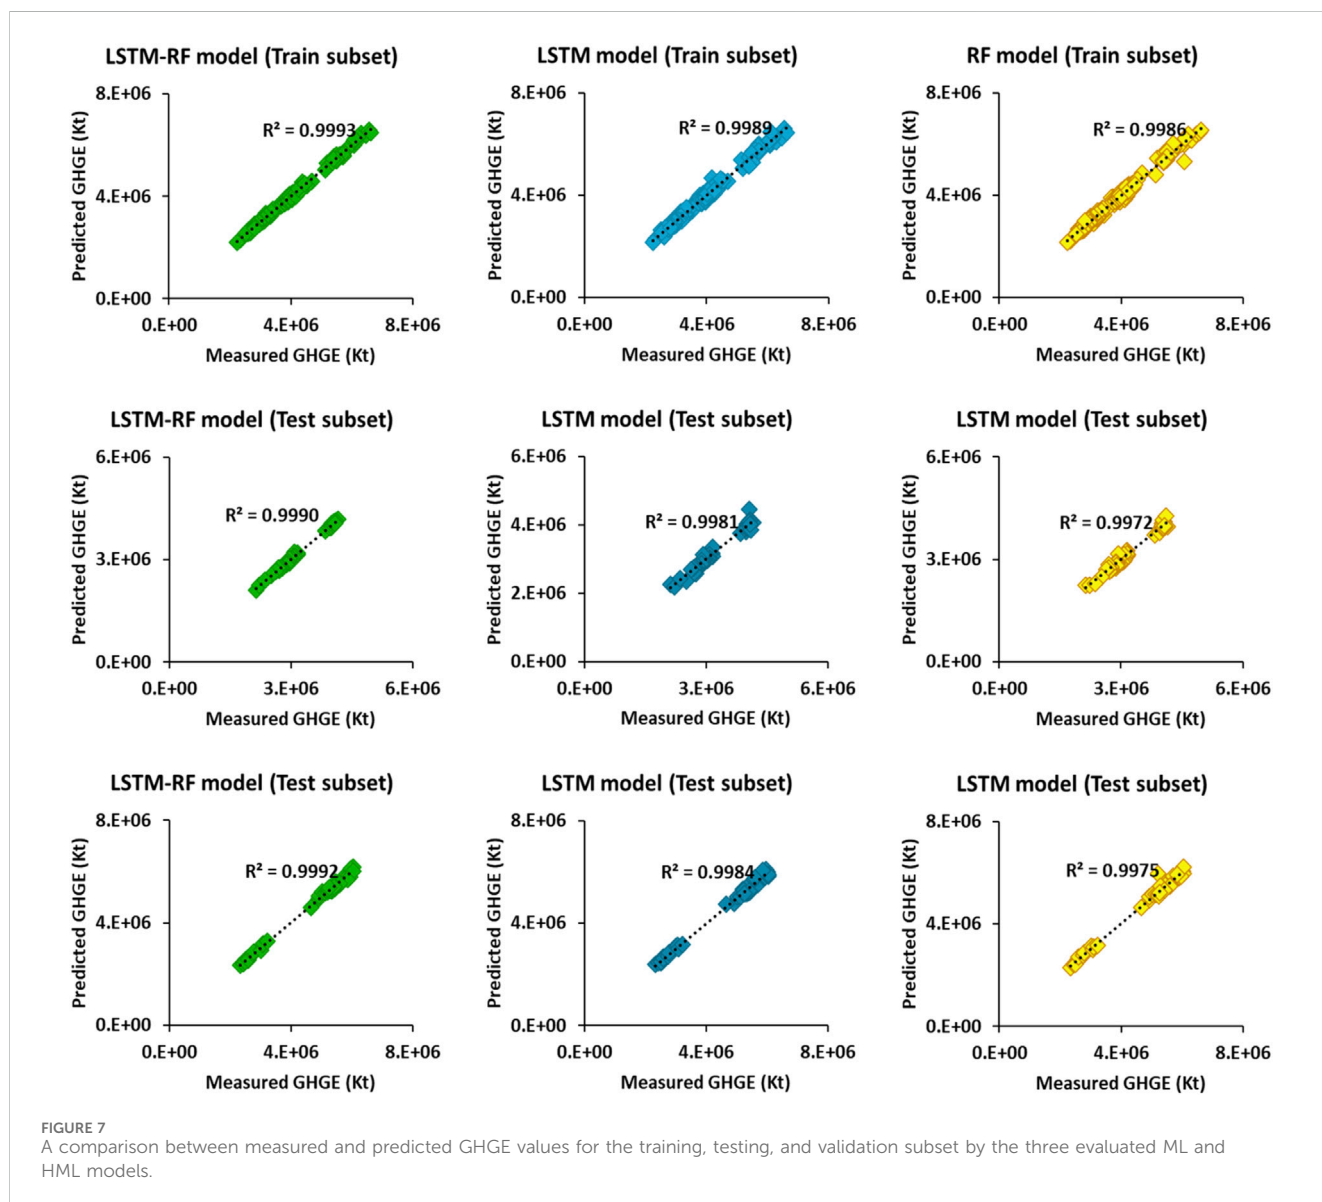 LSTM-RF model (Train subset)
8.E+06
R² = 0.9993
4.E+06
0.E+00
0.E+00 4.E+06 8.E+06
Predicted GHGE (Kt)
Measured GHGE (Kt)
LSTM model (Train subset)
8.E+06
R² = 0.9989
4.E+06
0.E+00
0.E+00 4.E+06 8.E+06
Predicted GHGE (Kt)
Measured GHGE (Kt)
RF model (Train subset)
8.E+06
R² = 0.9986
4.E+06
0.E+00
0.E+00 4.E+06 8.E+06
Predicted GHGE (Kt)
Measured GHGE (Kt)
LSTM-RF model (Test subset)
6.E+06
R² = 0.9990
3.E+06
0.E+00
0.E+00 3.E+06 6.E+06
Predicted GHGE (Kt)
Measured GHGE (Kt)
LSTM model (Test subset)
6.E+06
R² = 0.9981
4.E+06
2.E+06
0.E+00
0.E+00 3.E+06 6.E+06
Predicted GHGE (Kt)
Measured GHGE (Kt)
LSTM model (Test subset)
6.E+06
R² = 0.9972
3.E+06
0.E+00
0.E+00 3.E+06 6.E+06
Predicted GHGE (Kt)
Measured GHGE (Kt)
LSTM-RF model (Test subset)
8.E+06
R² = 0.9992
4.E+06
0.E+00
0.E+00 4.E+06 8.E+06
Predicted GHGE (Kt)
Measured GHGE (Kt)
LSTM model (Test subset)
8.E+06
R² = 0.9984
4.E+06
0.E+00
0.E+00 4.E+06 8.E+06
Predicted GHGE (Kt)
Measured GHGE (Kt)
LSTM model (Test subset)
8.E+06
R² = 0.9975
4.E+06
0.E+00
0.E+00 4.E+06 8.E+06
Predicted GHGE (Kt)
Measured GHGE (Kt)
FIGURE 7
A comparison between measured and predicted GHGE values for the training, testing, and validation subset by the three evaluated ML and
HML models.